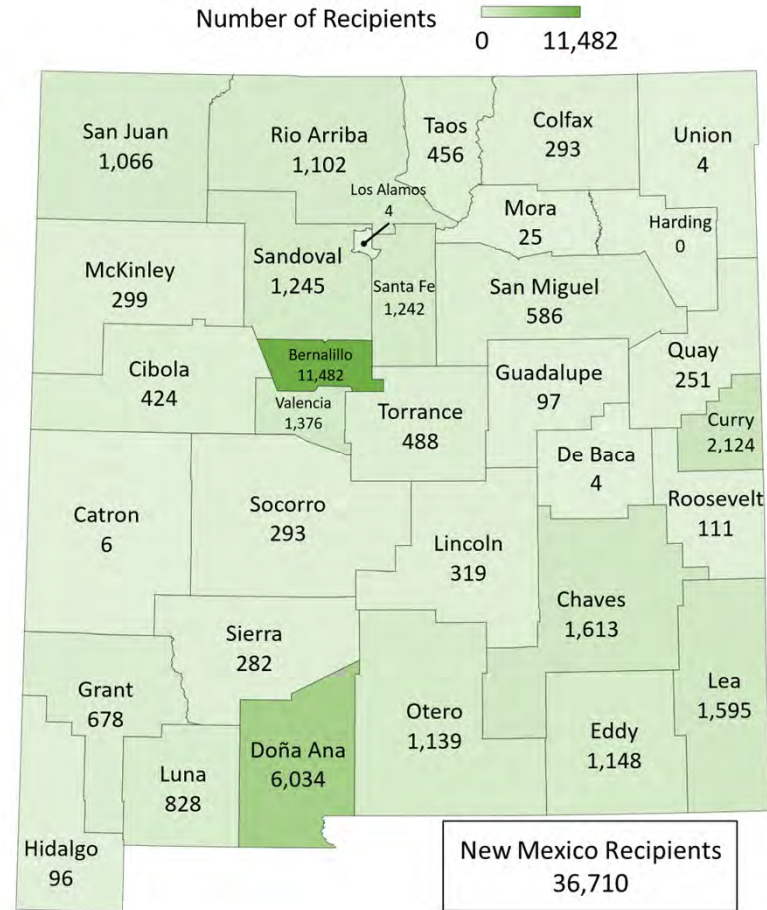 Number of Recipients
0 11,482
San Juan
1,066
Rio Arriba
1,102
Taos
456
Colfax
293
Union
4
Los Alamos
4
Mora
25
Harding
0
McKinley
299
Sandoval
1,245
Santa Fe
1,242
San Miguel
586
Bernalillo
11,482
Cibola
424
Valencia
1,376
Torrance
488
Guadalupe
97
Quay
251
Curry
2,124
De Baca
4
Roosevelt
111
Catron
6
Socorro
293
Lincoln
319
Chaves
1,613
Sierra
282
Grant
678
Lea
1,595
Otero
1,139
Eddy
1,148
Doña Ana
6,034
Luna
828
Hidalgo
96
New Mexico Recipients
36,710